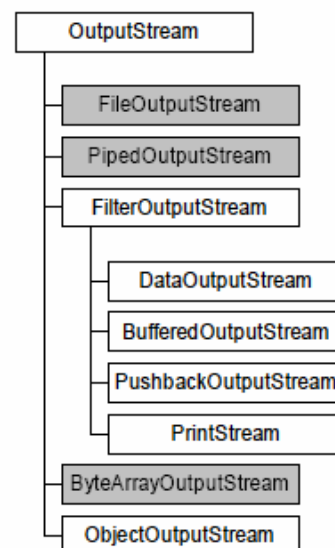 OutputStream
FileOutputStream
PipedOutputStream
FilterOutputStream
DataOutputStream
BufferedOutputStream
PushbackOutputStream
PrintStream
ByteArrayOutputStream
ObjectOutputStream